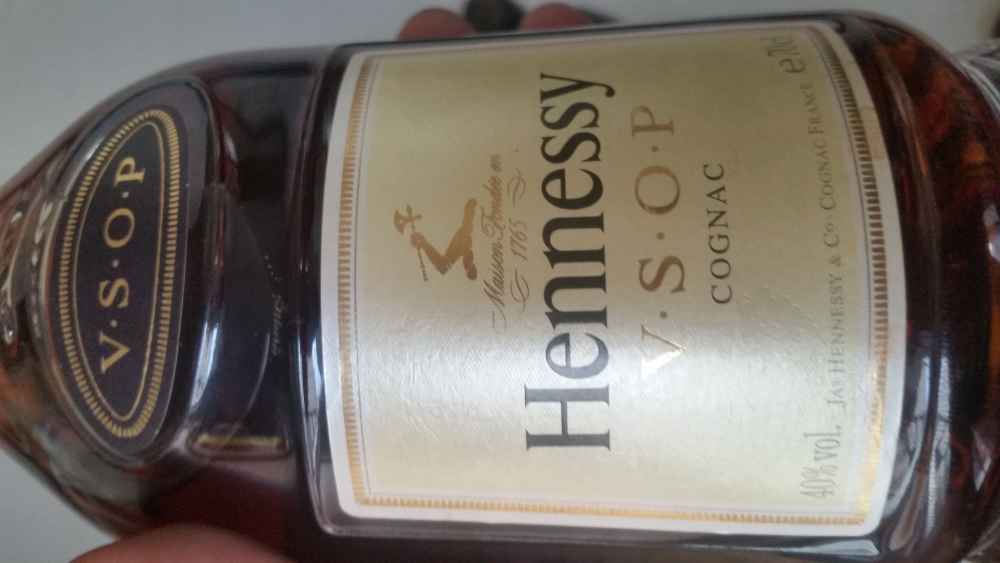 V·S·O·P
Maison Fondée en
1765
Hennessy
V·S·O·P
COGNAC
40%vol. JAS HENNESSY & CO COGNAC FRANCE e 70cl